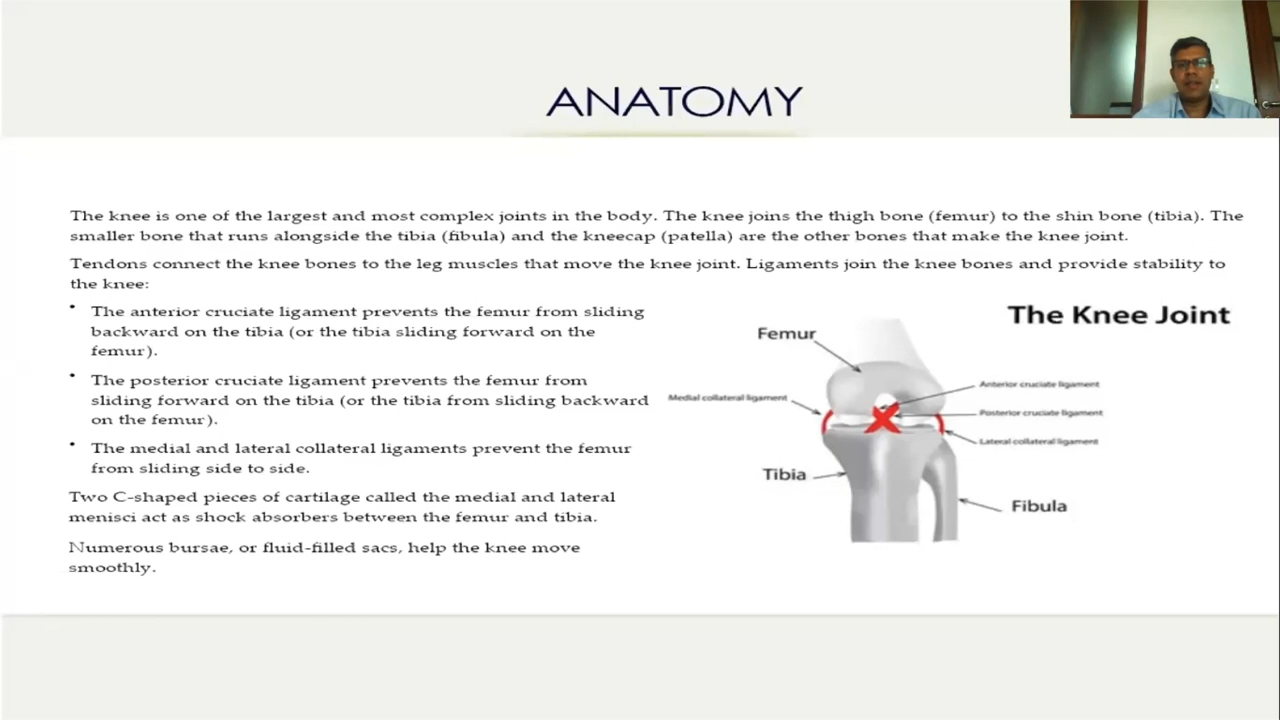 ANATOMY
The knee is one of the largest and most complex joints in the body. The knee joins the thigh bone (femur) to the shin bone (tibia). The
smaller bone that runs alongside the tibia (fibula) and the kneecap (patella) are the other bones that make the knee joint.
Tendons connect the knee bones to the leg muscles that move the knee joint. Ligaments join the knee bones and provide stability to
the knee:
• The anterior cruciate ligament prevents the femur from sliding
backward on the tibia (or the tibia sliding forward on the
femur).
• The posterior cruciate ligament prevents the femur from
sliding forward on the tibia (or the tibia from sliding backward
on the femur).
• The medial and lateral collateral ligaments prevent the femur
from sliding side to side.
Two C-shaped pieces of cartilage called the medial and lateral
menisci act as shock absorbers between the femur and tibia.
Numerous bursae, or fluid-filled sacs, help the knee move
smoothly.
The Knee Joint
Femur
Anterior cruciate ligament
Medial collateral ligament
Posterior cruciate ligament
Lateral collateral ligament
Tibia
Fibula